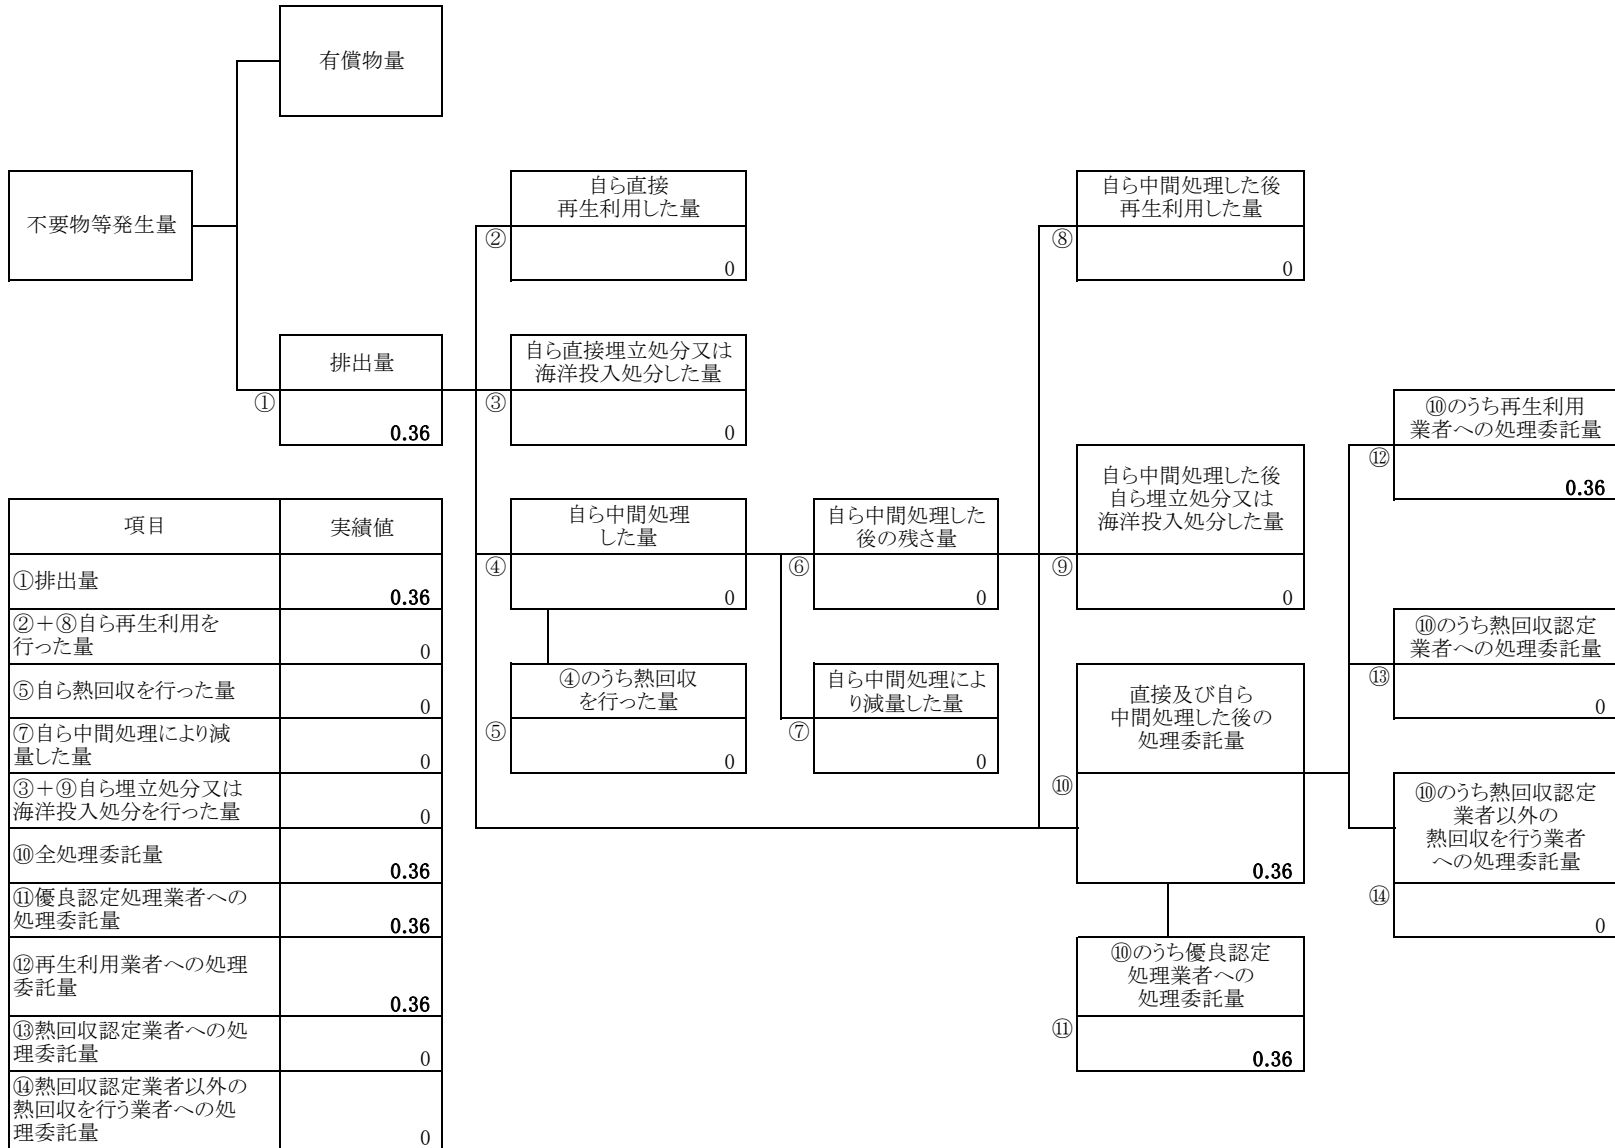 有償物量
不要物等発生量
自ら直接
再生利用した量
②
0
自ら中間処理した後
再生利用した量
⑧
0
排出量
①
0.36
自ら直接埋立処分又は
海洋投入処分した量
③
0
⑩のうち再生利用
業者への処理委託量
⑫
0.36
自ら中間処理した後
自ら埋立処分又は
海洋投入処分した量
⑨
0
自ら中間処理
した量
④
0
自ら中間処理した
後の残さ量
⑥
0
⑩のうち熱回収認定
業者への処理委託量
⑬
0
④のうち熱回収
を行った量
⑤
0
自ら中間処理によ
り減量した量
⑦
0
直接及び自ら
中間処理した後の
処理委託量
⑩
0.36
⑩のうち熱回収認定
業者以外の
熱回収を行う業者
への処理委託量
⑭
0
⑩のうち優良認定
処理業者への
処理委託量
⑪
0.36
項目 実績値
①排出量 0.36
②+⑧自ら再生利用を
行った量 0
⑤自ら熱回収を行った量 0
⑦自ら中間処理により減
量した量 0
③+⑨自ら埋立処分又は
海洋投入処分を行った量 0
⑩全処理委託量 0.36
⑪優良認定処理業者への
処理委託量 0.36
⑫再生利用業者への処理
委託量 0.36
⑬熱回収認定業者への処
理委託量 0
⑭熱回収認定業者以外の
熱回収を行う業者への処
理委託量 0